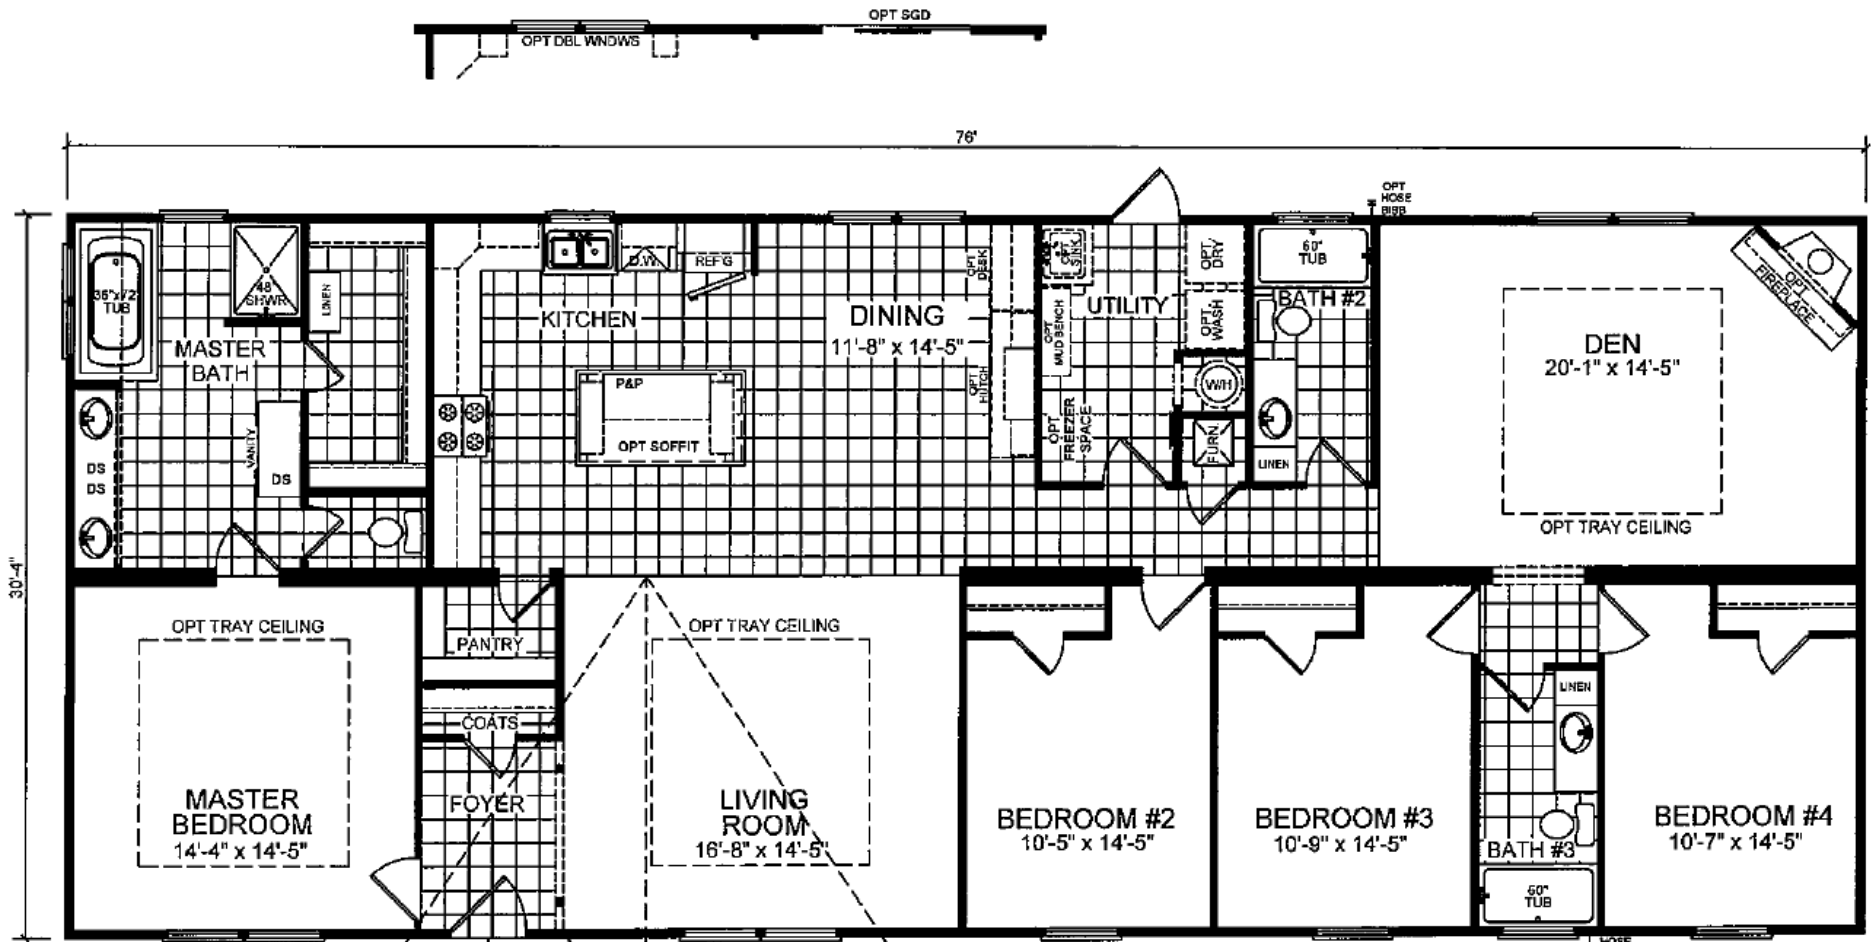 OPT SGD
OPT DBL WNDWS
76'
30'-4"
OPT
HOSE
BIBB
36"x72"
TUB
48"
SHWR
LINEN
MASTER
BATH
VANITY
DS
DS
DS
KITCHEN
D.W.
REF'G
P&P
OPT SOFFIT
DINING
11'-8" x 14'-5"
OPT
DESK
OPT
HUTCH
OPT
SINK
UTILITY
OPT
DRY
OPT
WASH
OPT
MUD BENCH
OPT
FREEZER
SPACE
W/H
FURN.
60"
TUB
BATH #2
LINEN
DEN
20'-1" x 14'-5"
OPT TRAY CEILING
OPT
FIREPLACE
OPT TRAY CEILING
MASTER
BEDROOM
14'-4" x 14'-5"
PANTRY
COATS
FOYER
OPT TRAY CEILING
LIVING
ROOM
16'-8" x 14'-5"
BEDROOM #2
10'-5" x 14'-5"
BEDROOM #3
10'-9" x 14'-5"
LINEN
BATH #3
60"
TUB
BEDROOM #4
10'-7" x 14'-5"
HOSE